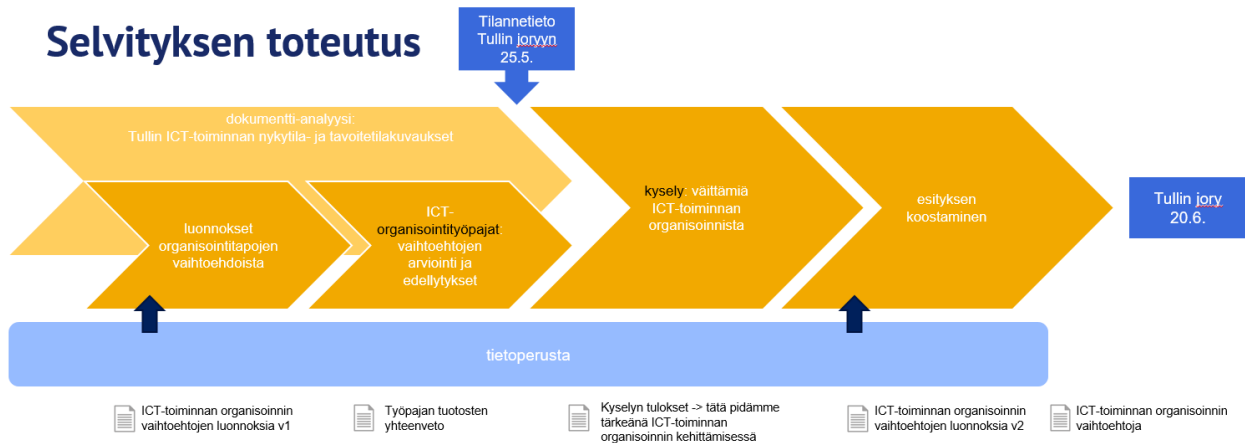 Selvityksen toteutus
Tilannetieto
Tullin joryyn
25.5.
dokumentti-analyysi:
Tullin ICT-toiminnan nykytila- ja tavoitetilakuvaukset
luonnokset
organisointitapojen
vaihtoehdoista
ICT-
organisointityöpajat
vaihtoehtojen
arviointi ja
edellytykset
kysely: väittämiä
ICT-toiminnan
organisoinnista
esityksen
koostaminen
Tullin jory
20.6.
tietoperusta
ICT-toiminnan organisoinnin
vaihtoehtojen luonnoksia v1
Työpajan tuotosten
yhteenveto
Kyselyn tulokset -> tätä pidämme
tärkeänä ICT-toiminnan
organisoinnin kehittämisessä
ICT-toiminnan organisoinnin
vaihtoehtojen luonnoksia v2
ICT-toiminnan organisoinnin
vaihtoehtoja